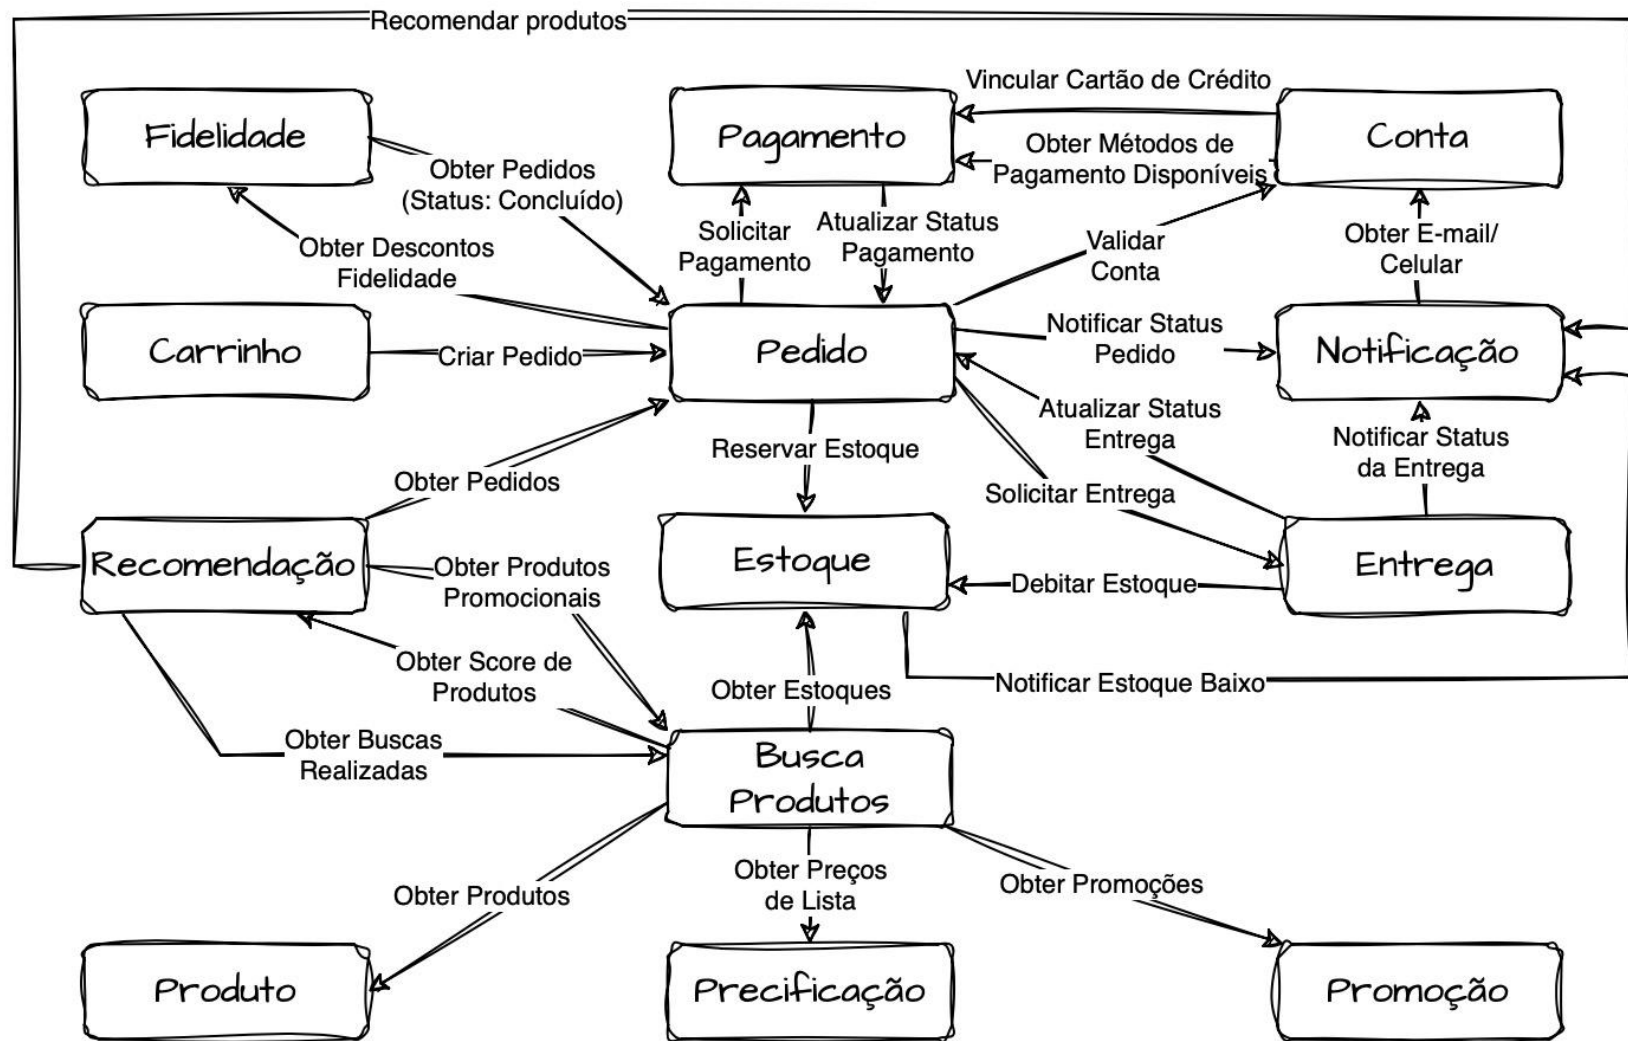 Recomendar produtos
Vincular Cartão de Crédito
Fidelidade
Pagamento
Conta
Obter Métodos de
Pagamento Disponíveis
Obter Pedidos
(Status: Concluído)
Solicitar
Pagamento
Atualizar Status
Pagamento
Validar
Conta
Obter E-mail/
Celular
Obter Descontos
Fidelidade
Carrinho
Criar Pedido
Pedido
Notificar Status
Pedido
Notificação
Atualizar Status
Entrega
Notificar Status
da Entrega
Reservar Estoque
Obter Pedidos
Solicitar Entrega
Recomendação
Obter Produtos
Promocionais
Estoque
Debitar Estoque
Entrega
Obter Score de
Produtos
Obter Estoques
Notificar Estoque Baixo
Obter Buscas
Realizadas
Busca
Produtos
Obter Produtos
Obter Preços
de Lista
Obter Promoções
Produto
Precificação
Promoção